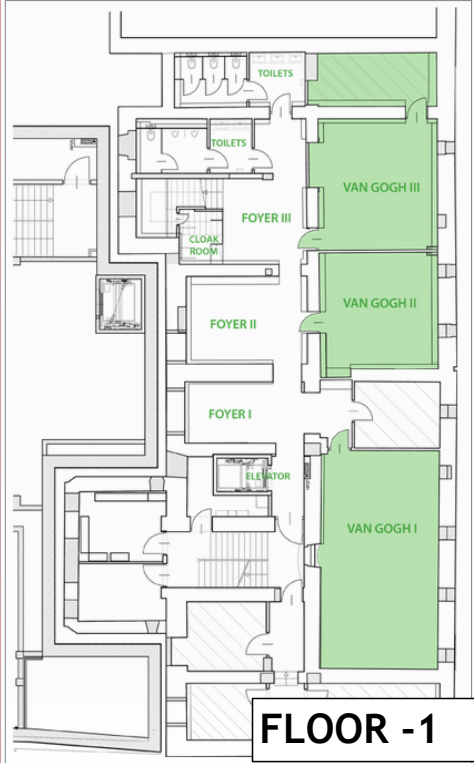 TOILETS
TOILETS
VAN GOGH III
FOYER III
CLOAK
ROOM
VAN GOGH II
FOYER II
FOYER I
ELEVATOR
VAN GOGH I
FLOOR -1